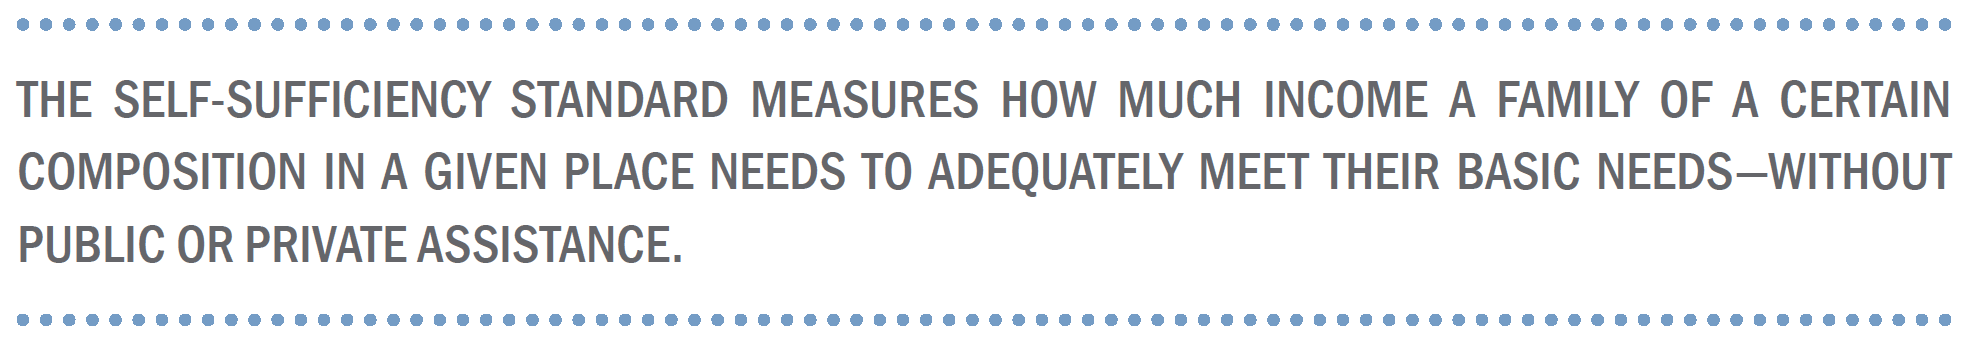 THE SELF-SUFFICIENCY STANDARD MEASURES HOW MUCH INCOME A FAMILY OF A CERTAIN
COMPOSITION IN A GIVEN PLACE NEEDS TO ADEQUATELY MEET THEIR BASIC NEEDS—WITHOUT
PUBLIC OR PRIVATE ASSISTANCE.